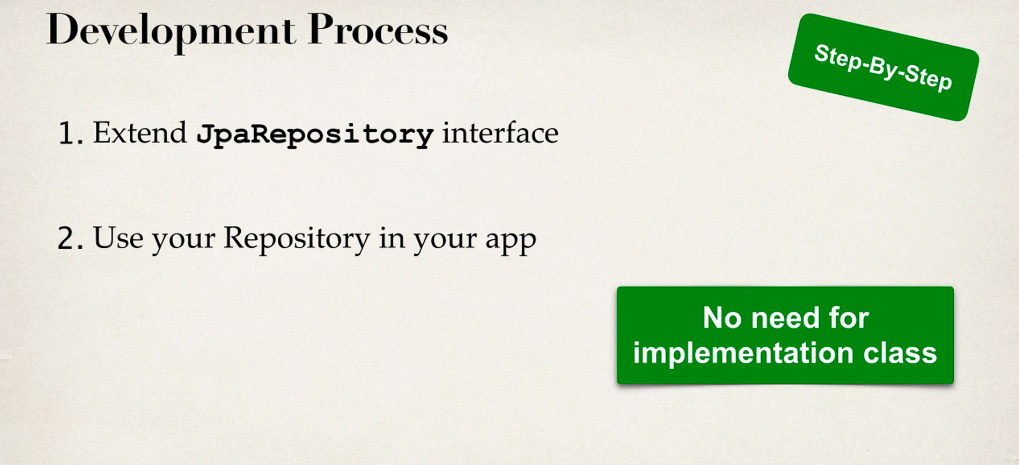 Development Process
Step-By-Step
1. Extend JpaRepository interface
2. Use your Repository in your app
No need for
implementation class